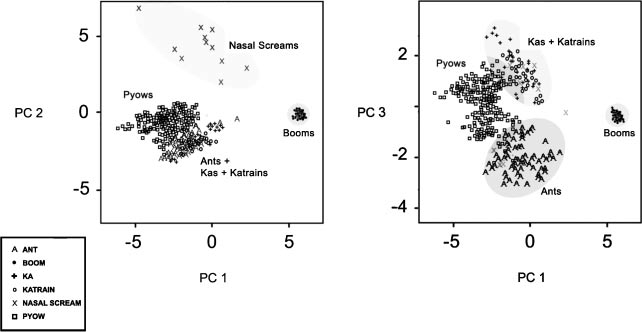 Nasal Screams
Pyows
Booms
Ants +
Kas + Katrains
PC 2
5
0
-5
-5
0
5
PC 1
Kas + Katrains
Pyows
Booms
Ants
PC 3
2
0
-2
-4
-5
0
5
PC 1
A ANT
BOOM
KA
KATRAIN
X NASAL SCREAM
PYOW